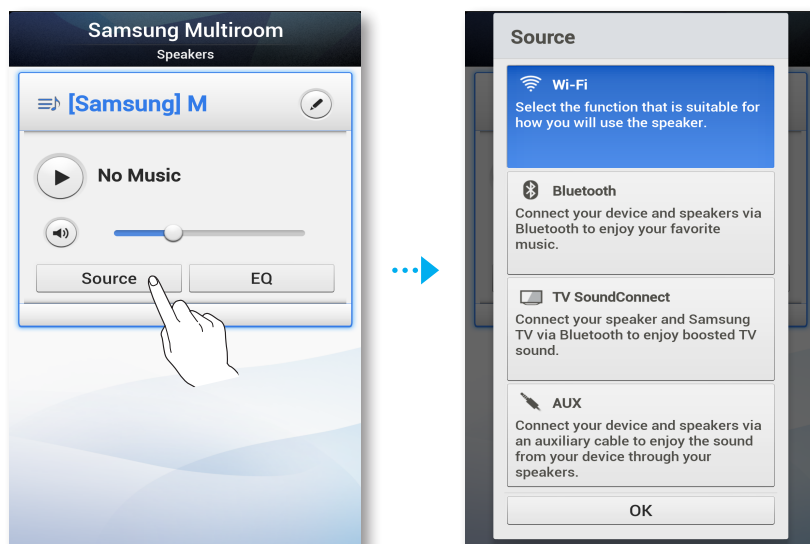 Samsung Multiroom
Speakers
[Samsung] M
No Music
Source
EQ
Source
Wi-Fi
Select the function that is suitable for
how you will use the speaker.
Bluetooth
Connect your device and speakers via
Bluetooth to enjoy your favorite
music.
TV SoundConnect
Connect your speaker and Samsung
TV via Bluetooth to enjoy boosted TV
sound.
AUX
Connect your device and speakers via
an auxiliary cable to enjoy the sound
from your device through your
speakers.
OK